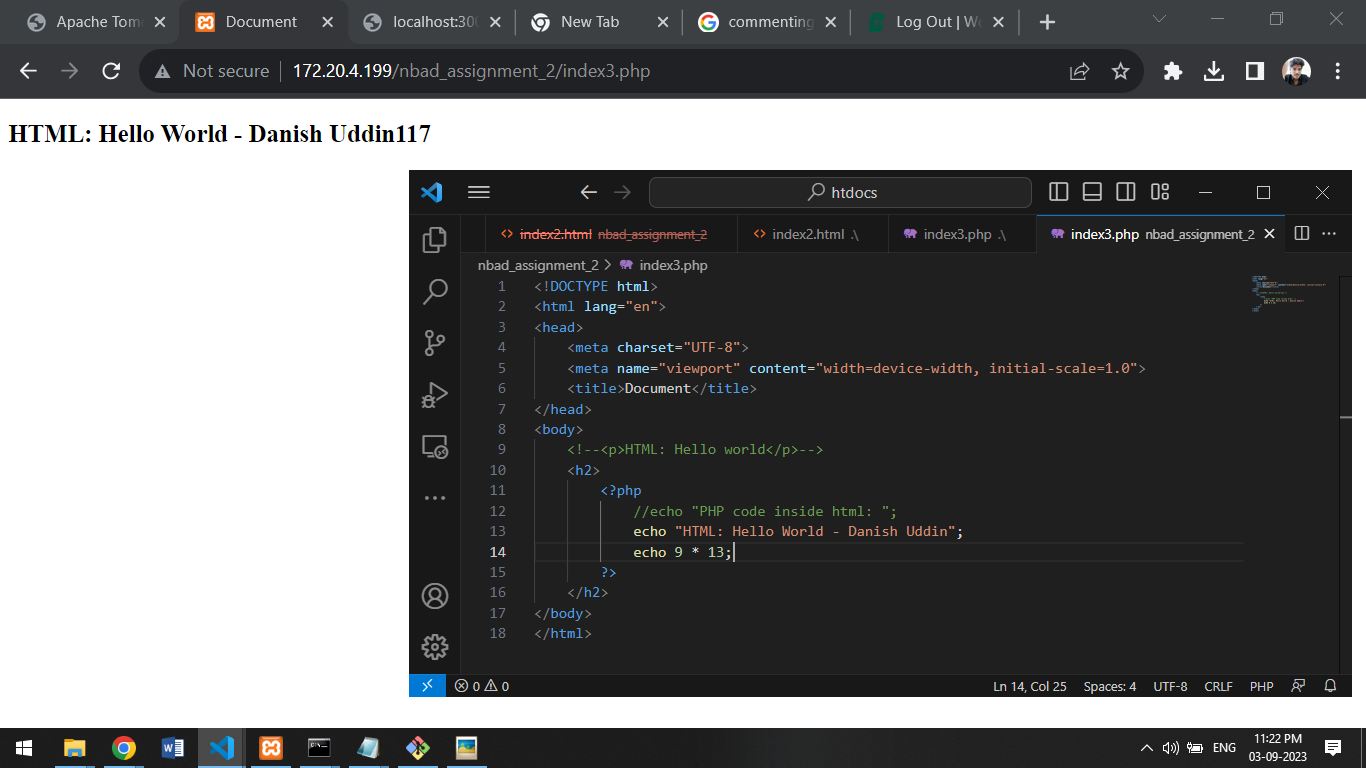 Apache Tom
Document
localhost:300
New Tab
commenting
Log Out | We
Not secure
172.20.4.199/nbad_assignment_2/index3.php
HTML: Hello World - Danish Uddin117
htdocs
index2.html nbad_assignment_2
index2.html .\
index3.php .\
index3.php nbad_assignment_2
nbad_assignment_2 > index3.php
1 <!DOCTYPE html>
2 <html lang="en">
3 <head>
4 <meta charset="UTF-8">
5 <meta name="viewport" content="width=device-width, initial-scale=1.0">
6 <title>Document</title>
7 </head>
8 <body>
9 <!--<p>HTML: Hello world</p>-->
10 <h2>
11 <?php
12 //echo "PHP code inside html: ";
13 echo "HTML: Hello World - Danish Uddin";
14 echo 9 * 13;
15 ?>
16 </h2>
17 </body>
18 </html>
0 0
Ln 14, Col 25
Spaces: 4
UTF-8
CRLF
PHP
ENG
11:22 PM
03-09-2023